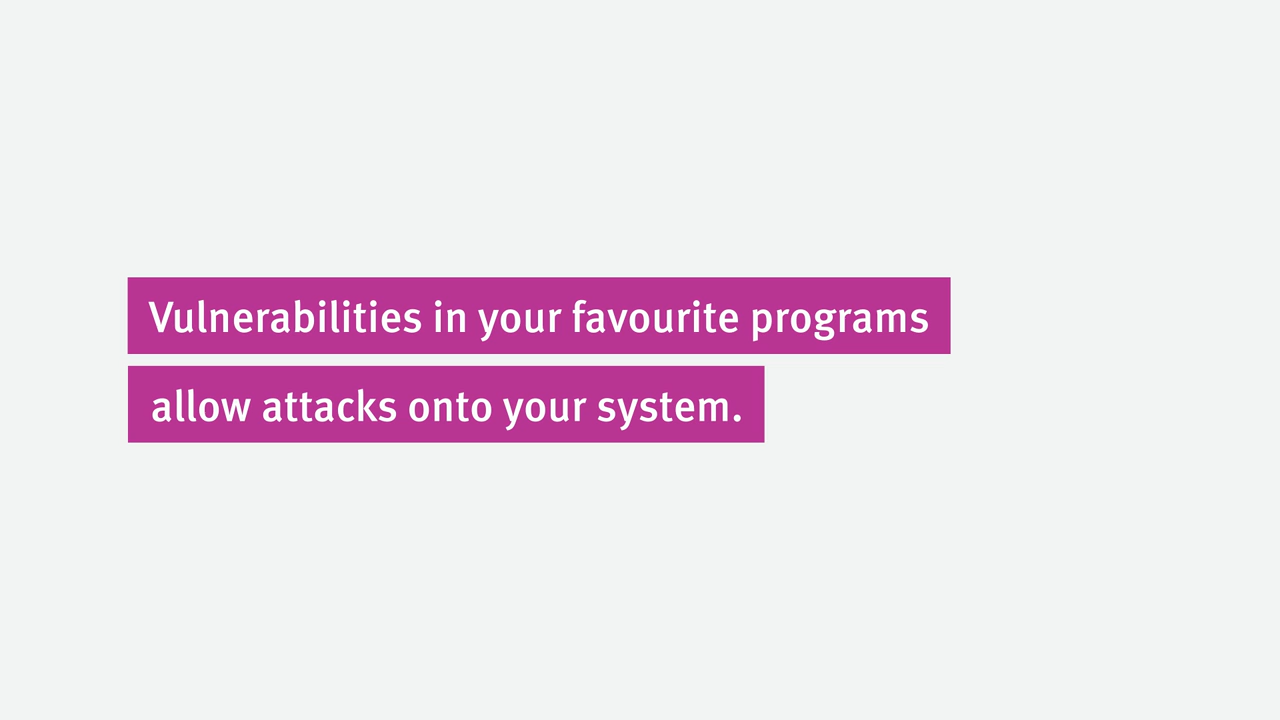 Vulnerabilities in your favourite programs
allow attacks onto your system.